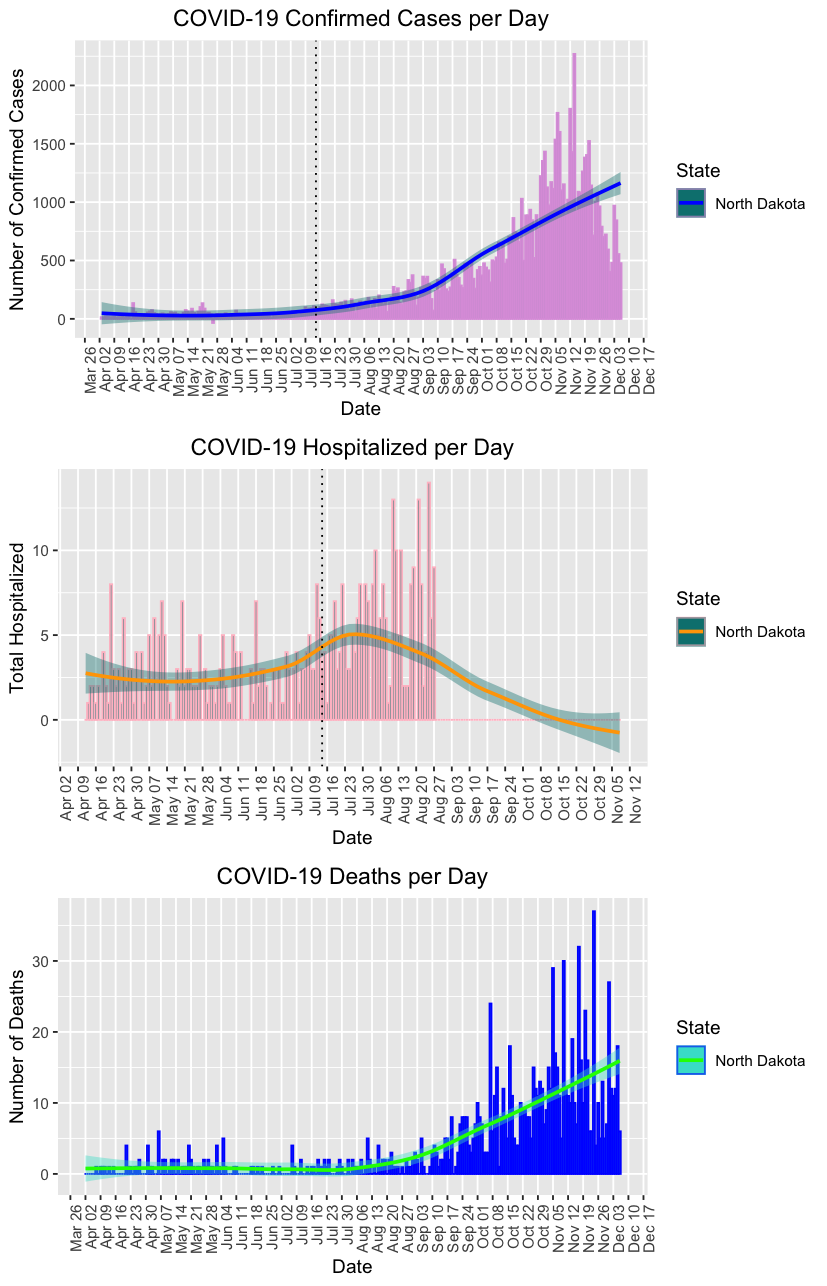 COVID-19 Confirmed Cases per Day
Number of Confirmed Cases
2000
1500
1000
500
0
Mar 26
Apr 02
Apr 09
Apr 16
Apr 23
Apr 30
May 07
May 14
May 21
May 28
Jun 04
Jun 11
Jun 18
Jun 25
Jul 02
Jul 09
Jul 16
Jul 23
Jul 30
Aug 06
Aug 13
Aug 20
Aug 27
Sep 03
Sep 10
Sep 17
Sep 24
Oct 01
Oct 08
Oct 15
Oct 22
Oct 29
Nov 05
Nov 12
Nov 19
Nov 26
Dec 03
Dec 10
Dec 17
Date
State
North Dakota
COVID-19 Hospitalized per Day
Total Hospitalized
10
5
0
Apr 02
Apr 09
Apr 16
Apr 23
Apr 30
May 07
May 14
May 21
May 28
Jun 04
Jun 11
Jun 18
Jun 25
Jul 02
Jul 09
Jul 16
Jul 23
Jul 30
Aug 06
Aug 13
Aug 20
Aug 27
Sep 03
Sep 10
Sep 17
Sep 24
Oct 01
Oct 08
Oct 15
Oct 22
Oct 29
Nov 05
Nov 12
Date
State
North Dakota
COVID-19 Deaths per Day
Number of Deaths
30
20
10
0
Mar 26
Apr 02
Apr 09
Apr 16
Apr 23
Apr 30
May 07
May 14
May 21
May 28
Jun 04
Jun 11
Jun 18
Jun 25
Jul 02
Jul 09
Jul 16
Jul 23
Jul 30
Aug 06
Aug 13
Aug 20
Aug 27
Sep 03
Sep 10
Sep 17
Sep 24
Oct 01
Oct 08
Oct 15
Oct 22
Oct 29
Nov 05
Nov 12
Nov 19
Nov 26
Dec 03
Dec 10
Dec 17
Date
State
North Dakota